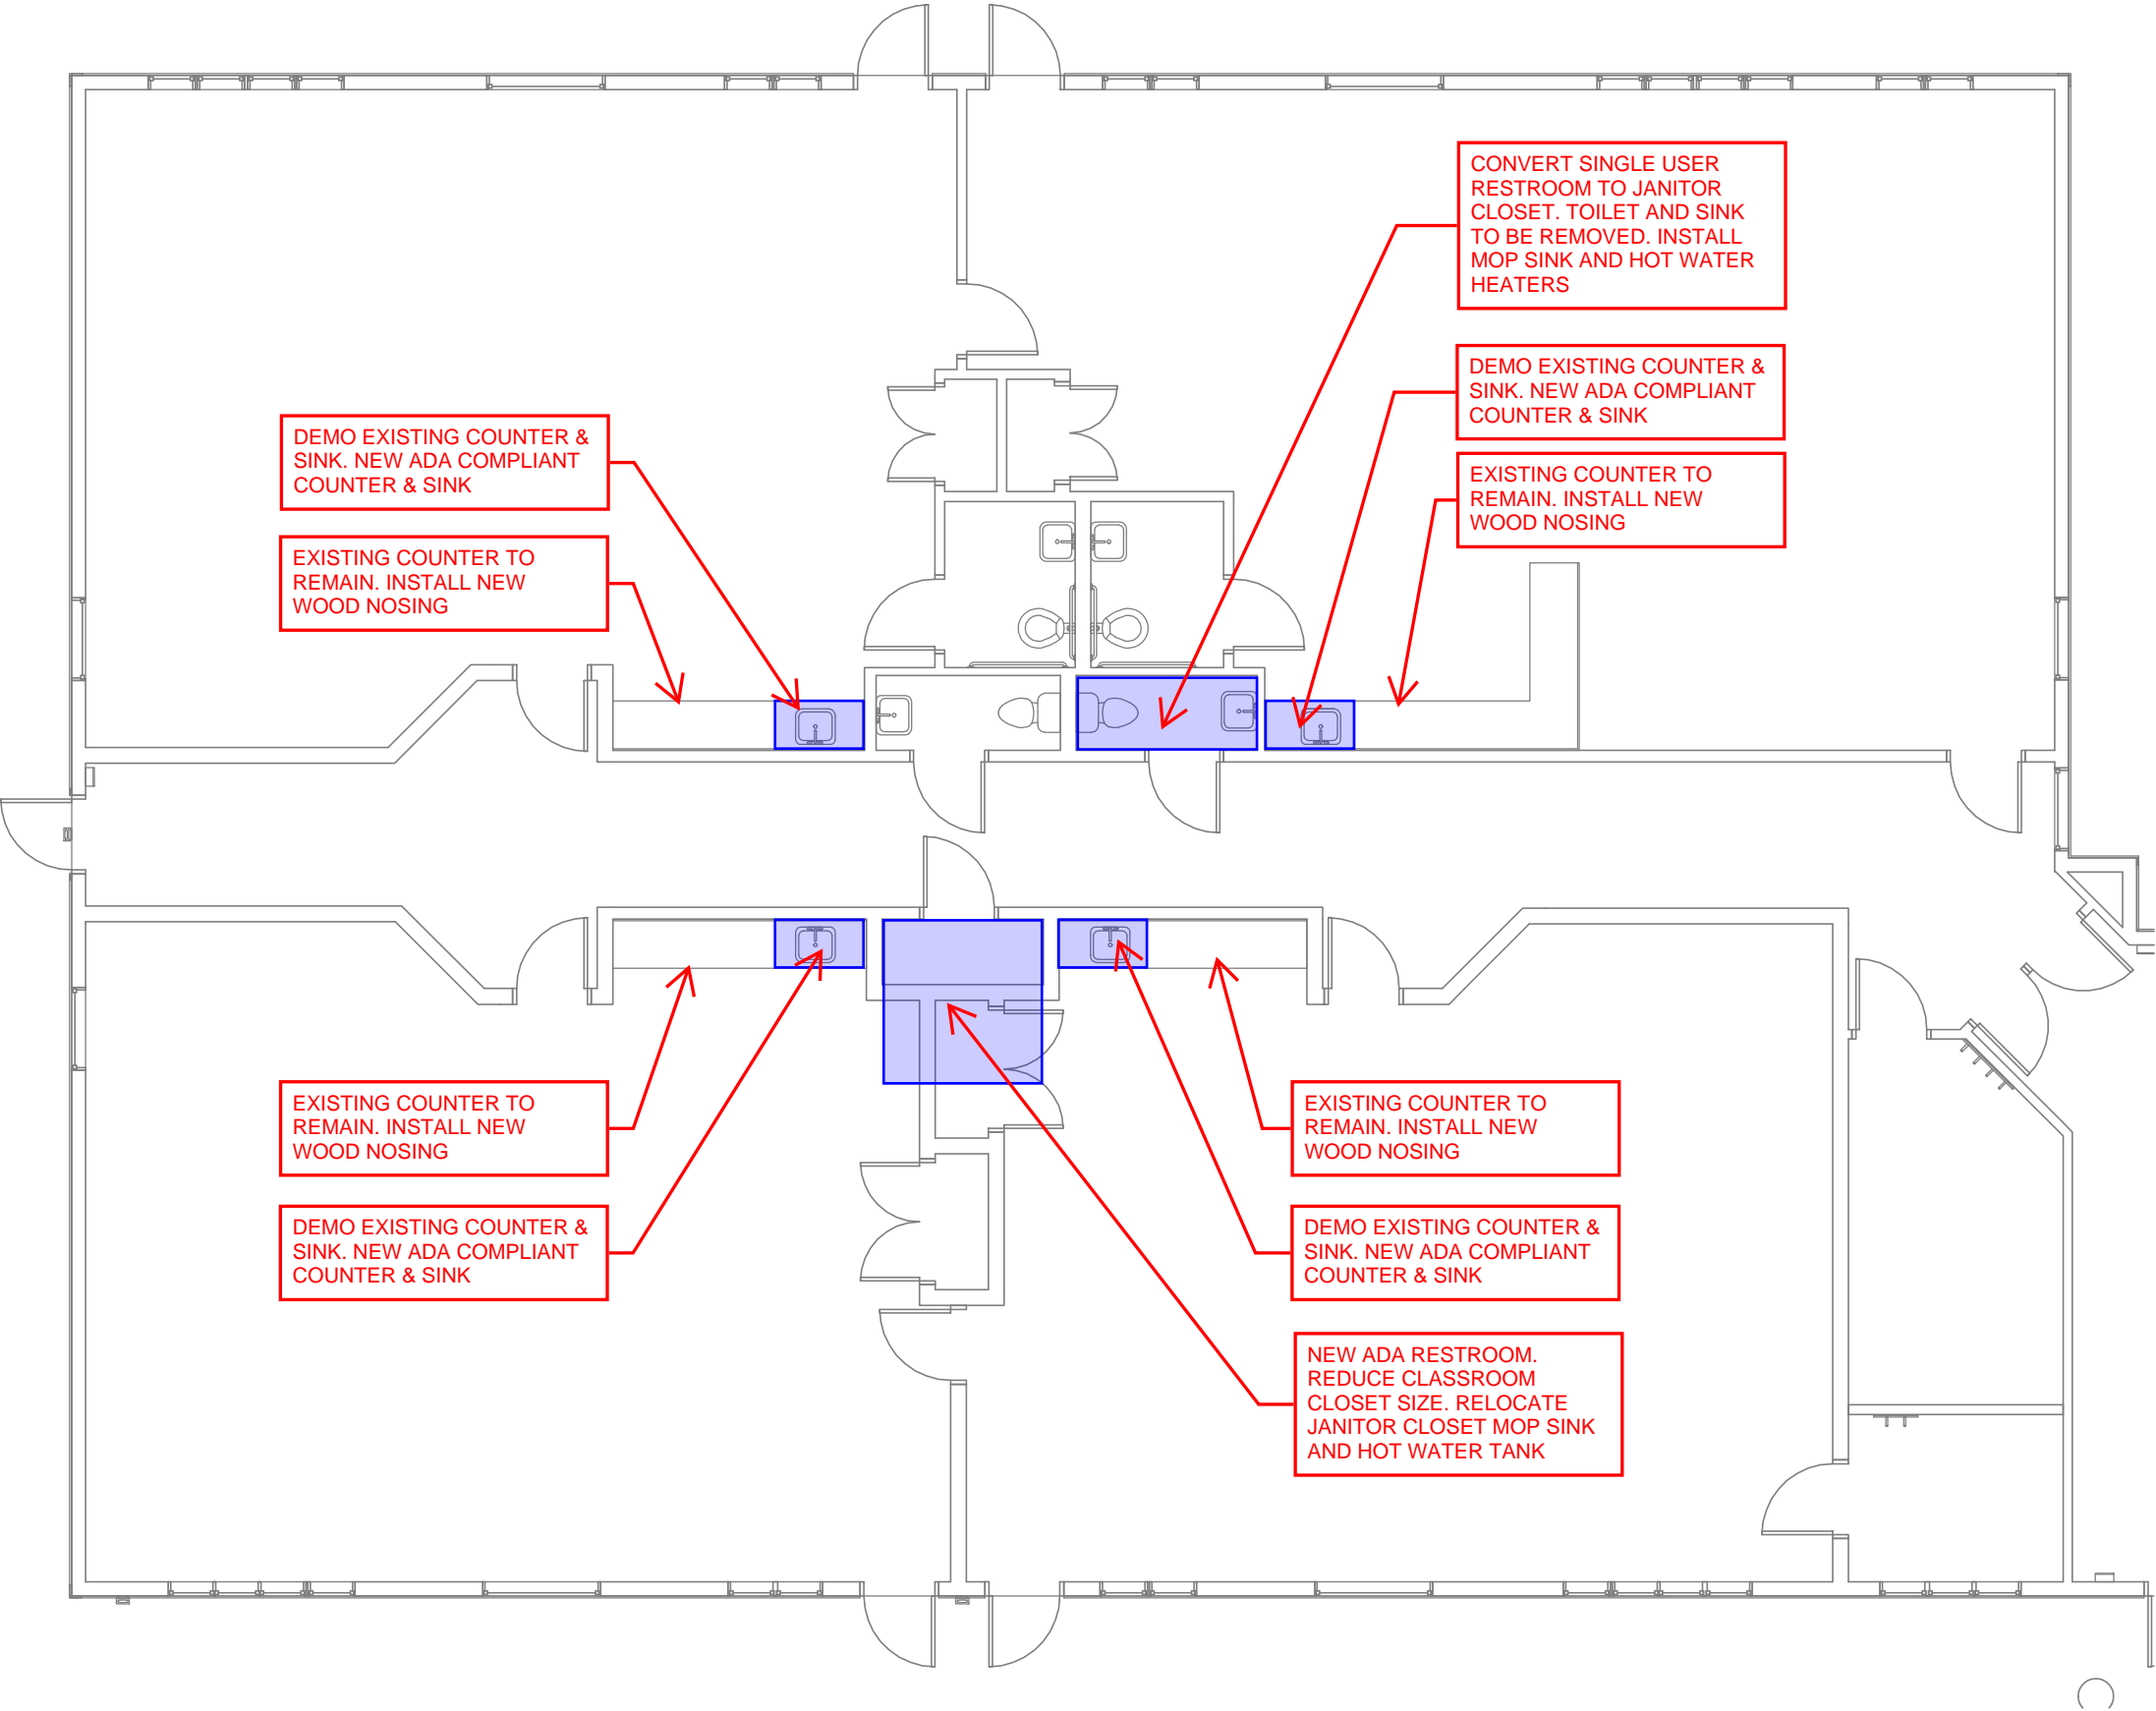 CONVERT SINGLE USER
RESTROOM TO JANITOR
CLOSET. TOILET AND SINK
TO BE REMOVED. INSTALL
MOP SINK AND HOT WATER
HEATERS
DEMO EXISTING COUNTER &
SINK. NEW ADA COMPLIANT
COUNTER & SINK
EXISTING COUNTER TO
REMAIN. INSTALL NEW
WOOD NOSING
DEMO EXISTING COUNTER &
SINK. NEW ADA COMPLIANT
COUNTER & SINK
EXISTING COUNTER TO
REMAIN. INSTALL NEW
WOOD NOSING
EXISTING COUNTER TO
REMAIN. INSTALL NEW
WOOD NOSING
DEMO EXISTING COUNTER &
SINK. NEW ADA COMPLIANT
COUNTER & SINK
EXISTING COUNTER TO
REMAIN. INSTALL NEW
WOOD NOSING
DEMO EXISTING COUNTER &
SINK. NEW ADA COMPLIANT
COUNTER & SINK
NEW ADA RESTROOM.
REDUCE CLASSROOM
CLOSET SIZE. RELOCATE
JANITOR CLOSET MOP SINK
AND HOT WATER TANK